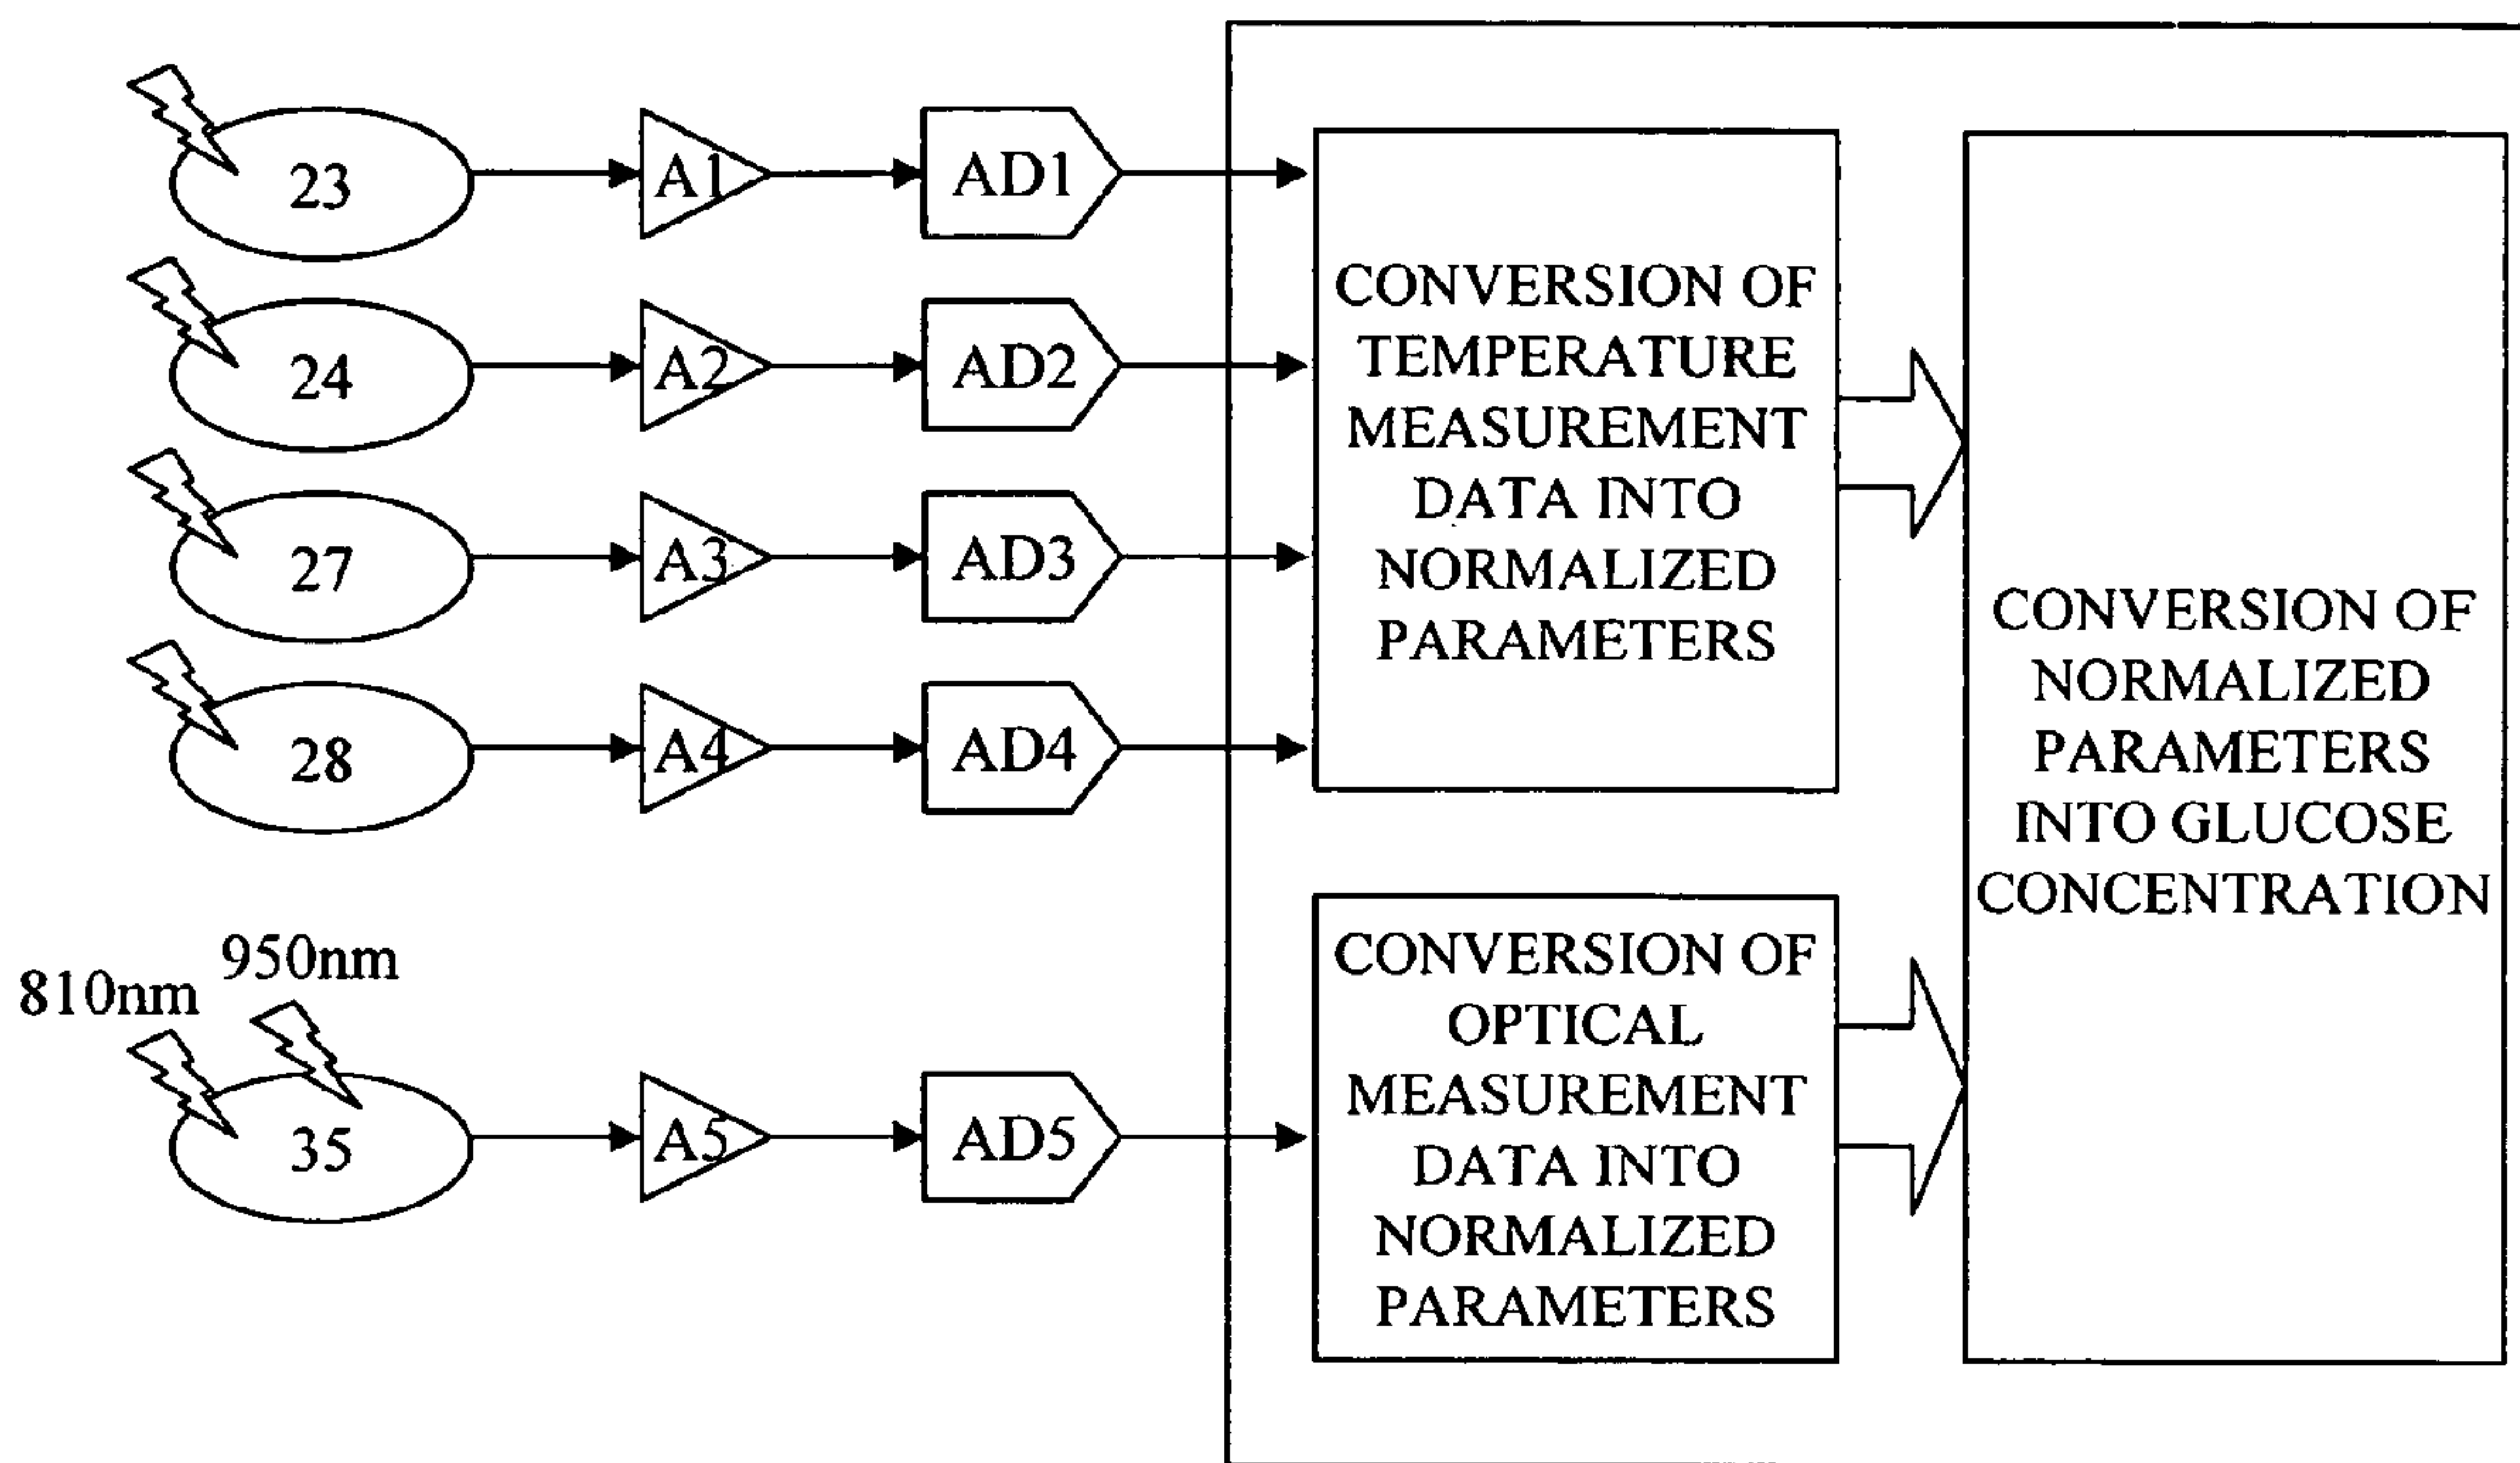 23
A1
AD1
24
A2
AD2
27
A3
AD3
28
A4
AD4
CONVERSION OF
TEMPERATURE
MEASUREMENT
DATA INTO
NORMALIZED
PARAMETERS
810nm
950nm
35
A5
AD5
CONVERSION OF
OPTICAL
MEASUREMENT
DATA INTO
NORMALIZED
PARAMETERS
CONVERSION OF
NORMALIZED
PARAMETERS
INTO GLUCOSE
CONCENTRATION